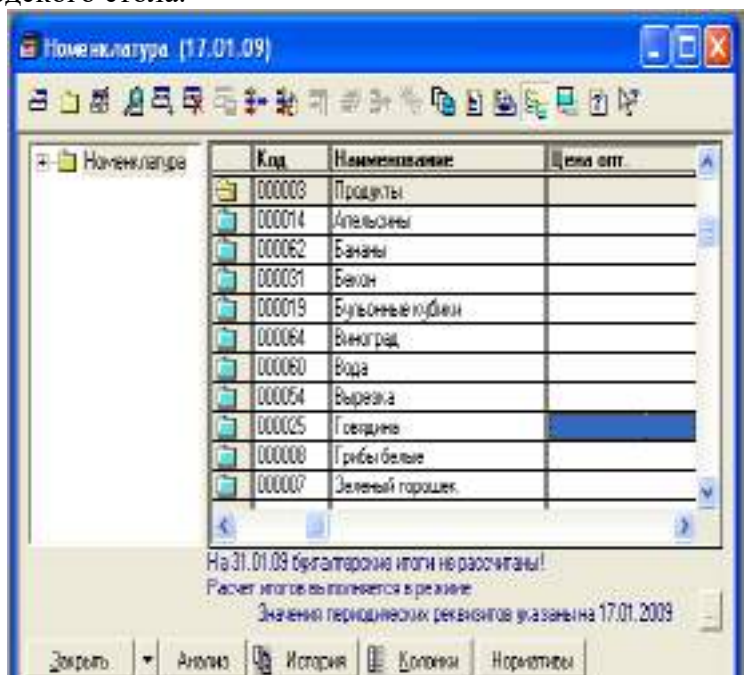 дского стола.
Номенклатура (17.01.09)
Номенклатура
Код Наименование Цена опт.
000003 Продукты
000014 Апельсины
000062 Бананы
000031 Бекон
000019 Бульонные кубики
000064 Виноград
000060 Вода
000054 Вырезка
000025 Говядина
000008 Грибы белые
000007 Зеленый горошек
На 31.01.09 бухгалтерские итоги не рассчитаны!
Расчет итогов выполняется в режиме
Значения периодических реквизитов указаны на 17.01.2009
Закрыть Анализ История Колонки Нормативы